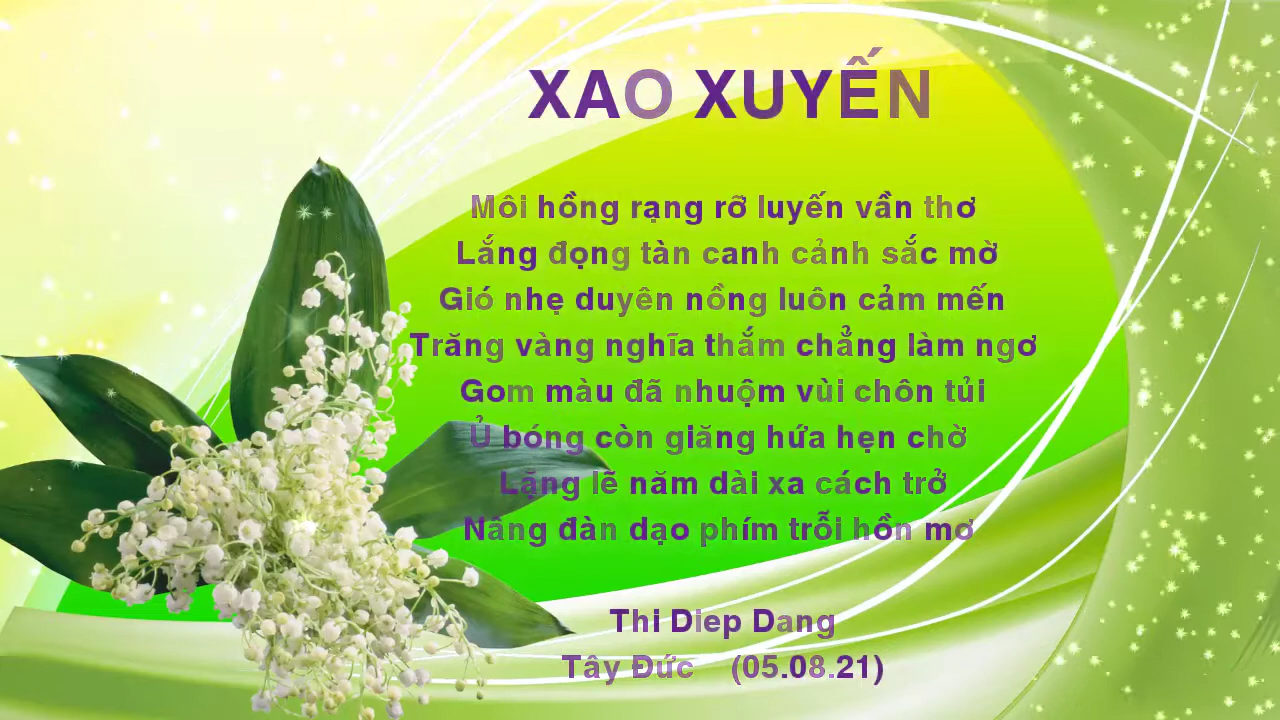 XAO XUYẾN
Môi hồng rạng rỡ luyến vần thơ
Lắng đọng tàn canh cảnh sắc mờ
Gió nhẹ duyên nồng luôn cảm mến
Trăng vàng nghĩa thắm chẳng làm ngơ
Gom màu đã nhuộm vùi chôn tủi
Ủ bóng còn giăng hứa hẹn chờ
Lặng lẽ năm dài xa cách trở
Nâng đàn dạo phím trỗi hồn mơ
Thi Diep Dang
Tây Đức (05.08.21)